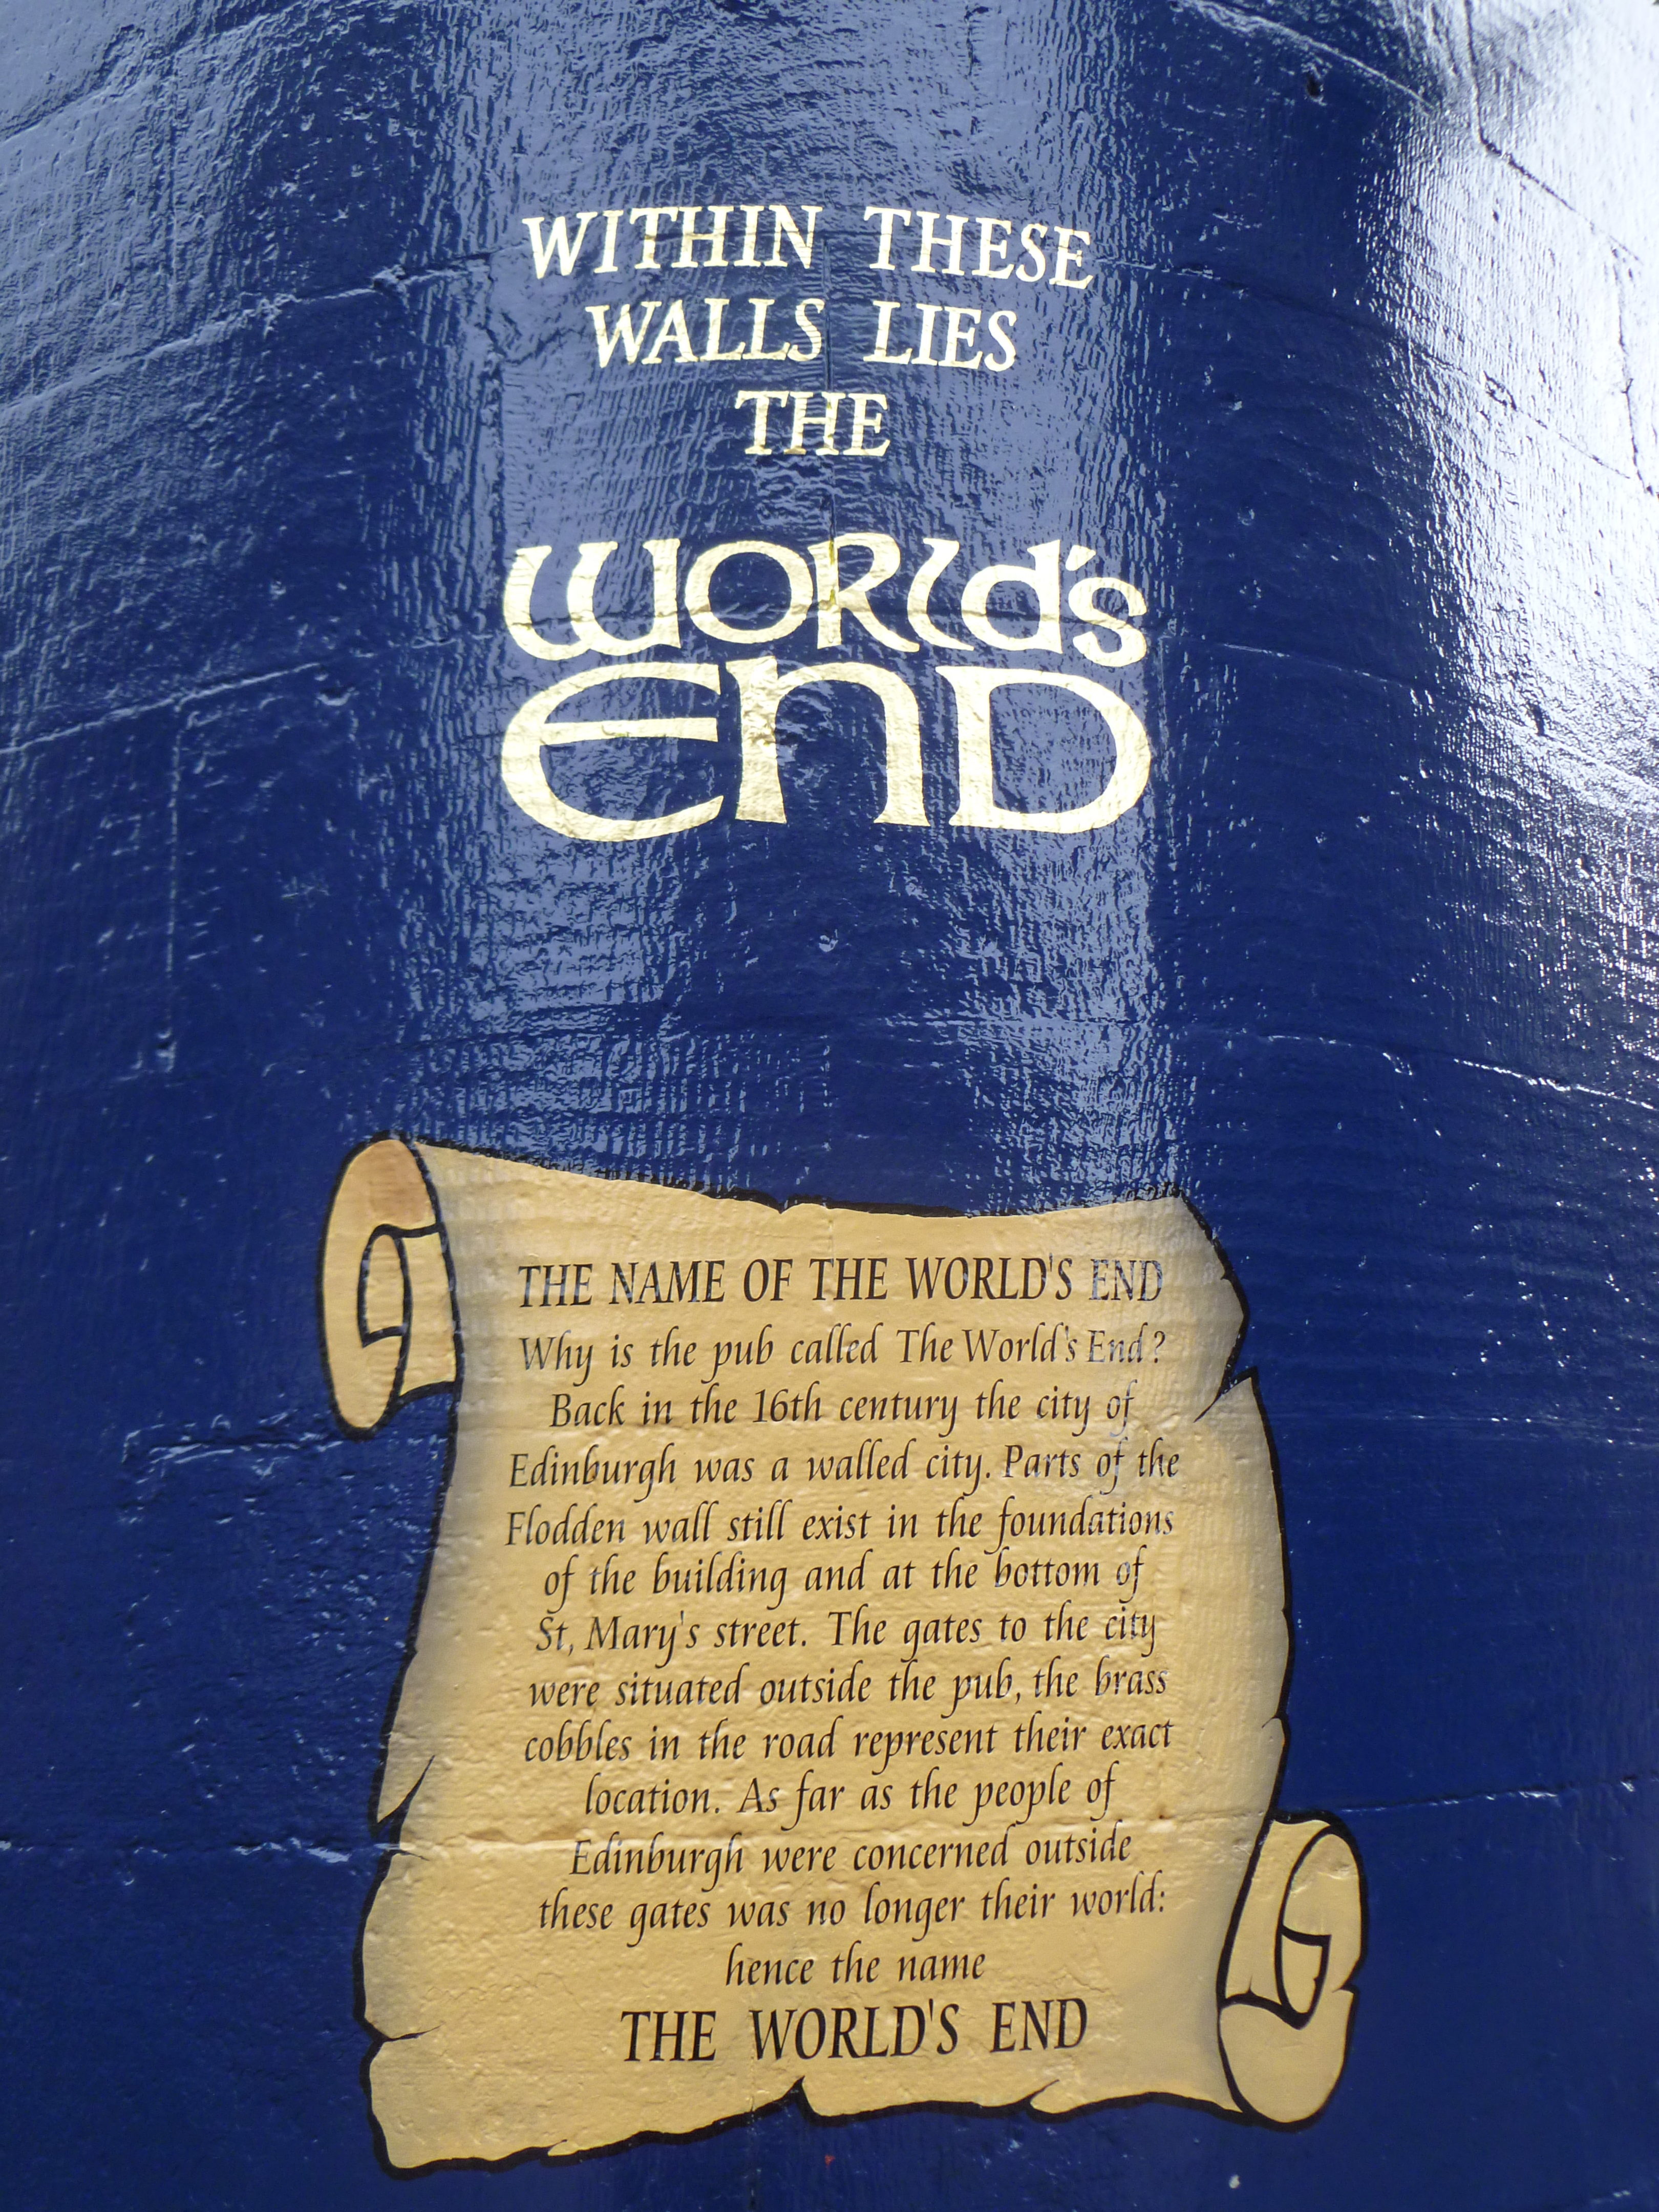 WITHIN THESE
WALLS LIES
THE
WORld's
END
THE NAME OF THE WORLD'S END
Why is the pub called The World's End?
Back in the 16th century the city of
Edinburgh was a walled city. Parts of the
Flodden wall still exist in the foundations
of the building and at the bottom of
St, Mary's street. The gates to the city
were situated outside the pub, the brass
cobbles in the road represent their exact
location. As far as the people of
Edinburgh were concerned outside
these gates was no longer their world:
hence the name
THE WORLD'S END